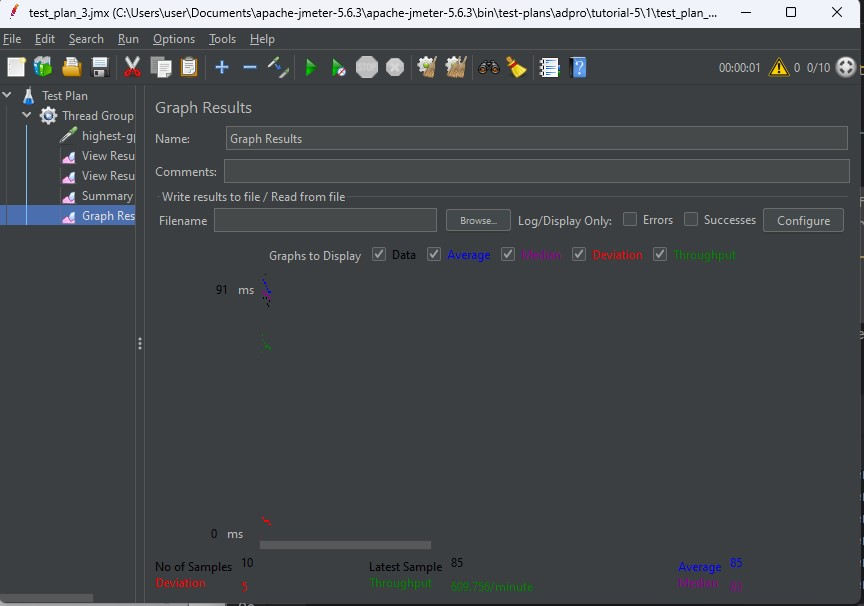 test_plan_3.jmx (C:\Users\user\Documents\apache-jmeter-5.6.3\apache-jmeter-5.6.3\bin\test-plans\adpro\tutorial-5\1\test_plan_...
File Edit Search Run Options Tools Help
00:00:01 0 0/10
Test Plan
Thread Group
highest-gp
View Resu
View Resu
Summary
Graph Res
Graph Results
Name: Graph Results
Comments:
Write results to file / Read from file
Filename Browse... Log/Display Only: Errors Successes Configure
Graphs to Display Data Average Median Deviation Throughput
91 ms
0 ms
No of Samples 10 Latest Sample 85 Average 85
Deviation 5 Throughput 609.756/minute Median